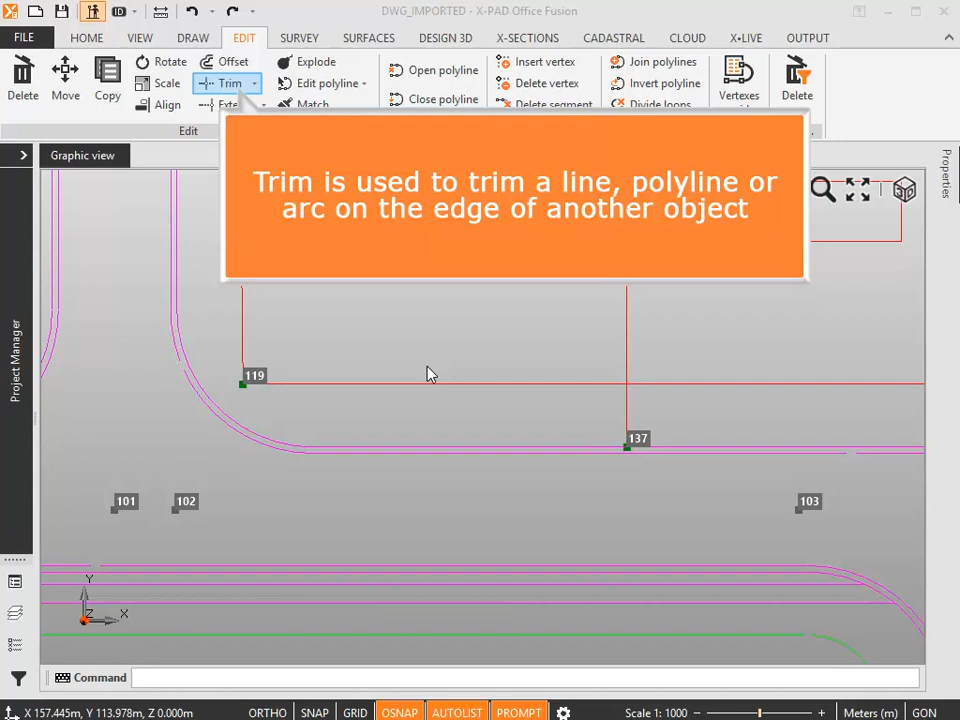 ID
DWG_IMPORTED - X-PAD Office Fusion
FILE HOME VIEW DRAW EDIT SURVEY SURFACES DESIGN 3D X-SECTIONS CADASTRAL CLOUD X•LIVE OUTPUT
Delete Move Copy
Rotate
Scale
Align
Offset
Trim
Explode
Edit polyline
Match
Open polyline
Close polyline
Insert vertex
Delete vertex
Delete segment
Join polylines
Invert polyline
Divide loops
Vertexes
Delete
Edit
Graphic view
Trim is used to trim a line, polyline or
arc on the edge of another object
Properties
Project Manager
119
137
101
102
103
Y
Z
X
Command
X 157.445m, Y 113.978m, Z 0.000m ORTHO SNAP GRID OSNAP AUTOLIST PROMPT Scale 1: 1000 Meters (m) GON